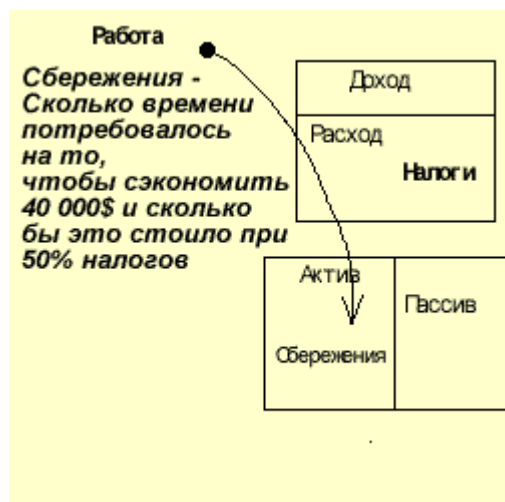 Работа
Сбережения -
Сколько времени
потребовалось
на то,
чтобы сэкономить
40 000$ и сколько
бы это стоило при
50% налогов
Доход
Расход
Налоги
Актив
Пассив
Сбережения